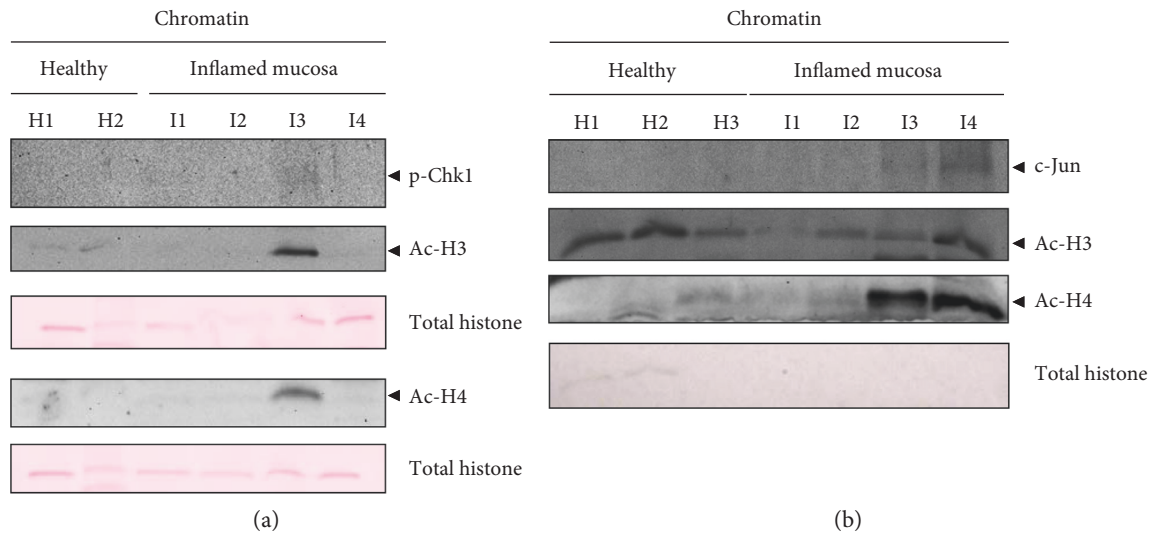 Chromatin
Healthy Inflamed mucosa
H1 H2 I1 I2 I3 I4
p-Chk1
Ac-H3
Total histone
Ac-H4
Total histone
(a)
Chromatin
Healthy Inflamed mucosa
H1 H2 H3 I1 I2 I3 I4
c-Jun
Ac-H3
Ac-H4
Total histone
(b)